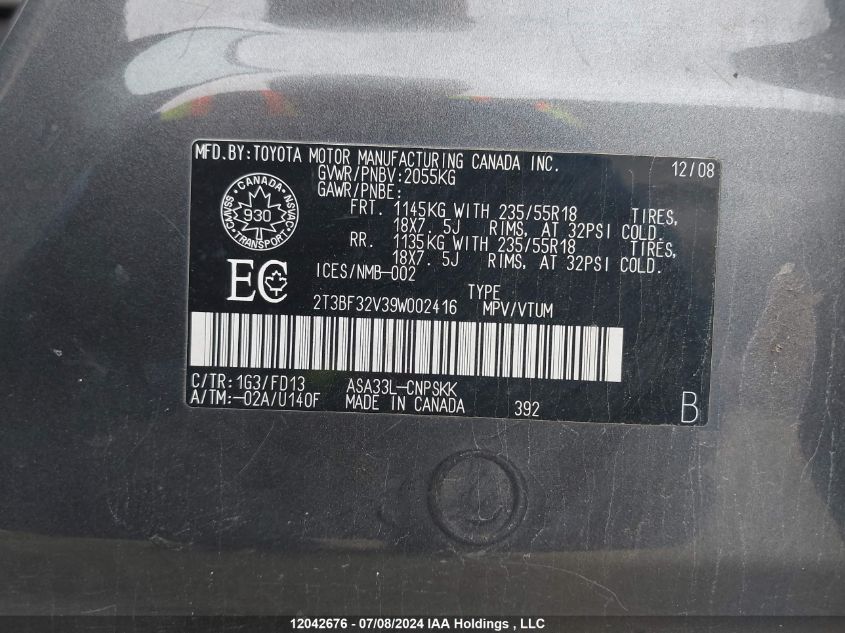 MFD.BY:TOYOTA MOTOR MANUFACTURING CANADA INC. 12/08
GVWR/PNBV:2055KG
GAWR/PNBE:
FRT. 1145KG WITH 235/55R18 TIRES,
18X7. 5J RIMS, AT 32PSI COLD.
RR. 1135KG WITH 235/55R18 TIRES,
18X7. 5J RIMS, AT 32PSI COLD.
CANADA
CMVSS NSVAC
930
TRANSPORT
ICES/NMB-002
EC
TYPE
2T3BF32V39W002416 MPV/VTUM
C/TR:1G3/FD13 ASA33L-CNPSKK
A/TM:-02A/U140F MADE IN CANADA 392 B
12042676 - 07/08/2024 IAA Holdings , LLC